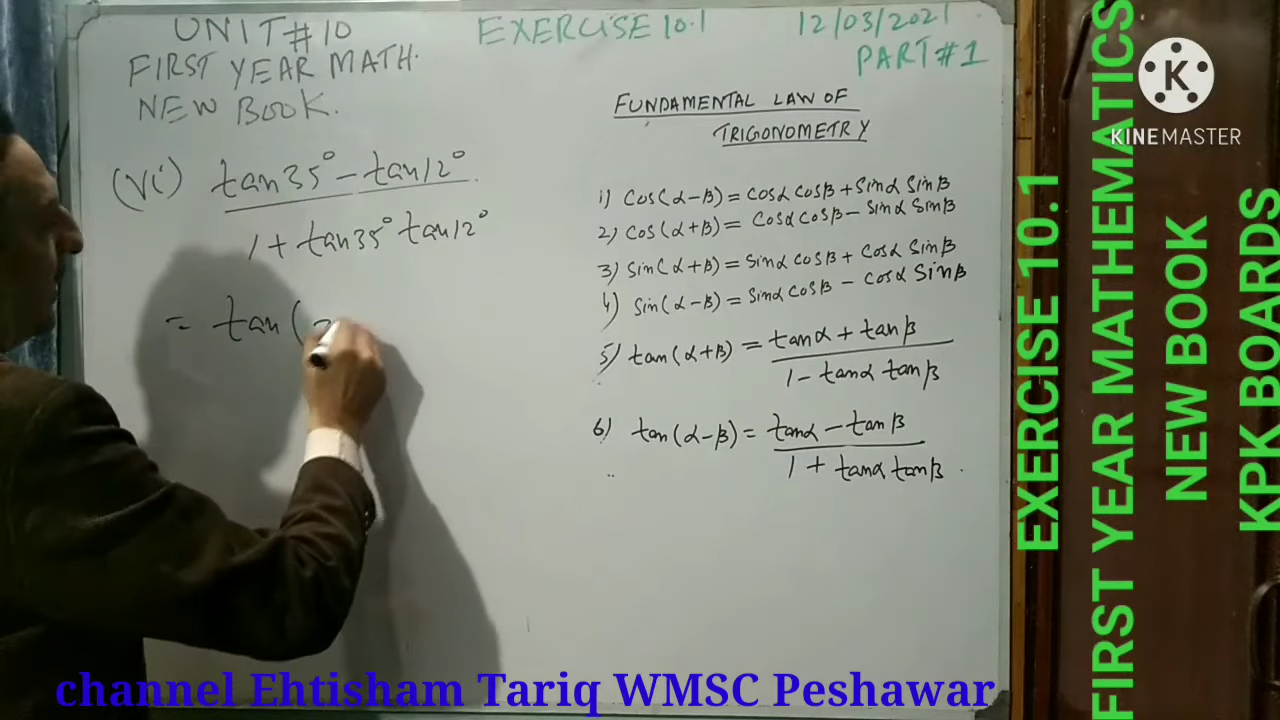 UNIT#10
FIRST YEAR MATH.
NEW BOOK.
EXERCISE 10.1
12/03/2021
PART#1
(vi) tan35° - tan12°
1 + tan35° tan12°
= tan(3
FUNDAMENTAL LAW OF
TRIGONOMETRY
1) cos(α-β) = cosα cosβ + sinα sinβ
2) cos(α+β) = cosα cosβ - sinα sinβ
3) sin(α+β) = sinα cosβ + cosα sinβ
4) sin(α-β) = sinα cosβ - cosα sinβ
5) tan(α+β) = tanα + tanβ
1 - tanα tanβ
6) tan(α-β) = tanα - tanβ
1 + tanα tanβ.
K
KINEMASTER
EXERCISE 10.1
FIRST YEAR MATHEMATICS
NEW BOOK
KPK BOARDS
channel Ehtisham Tariq WMSC Peshawar